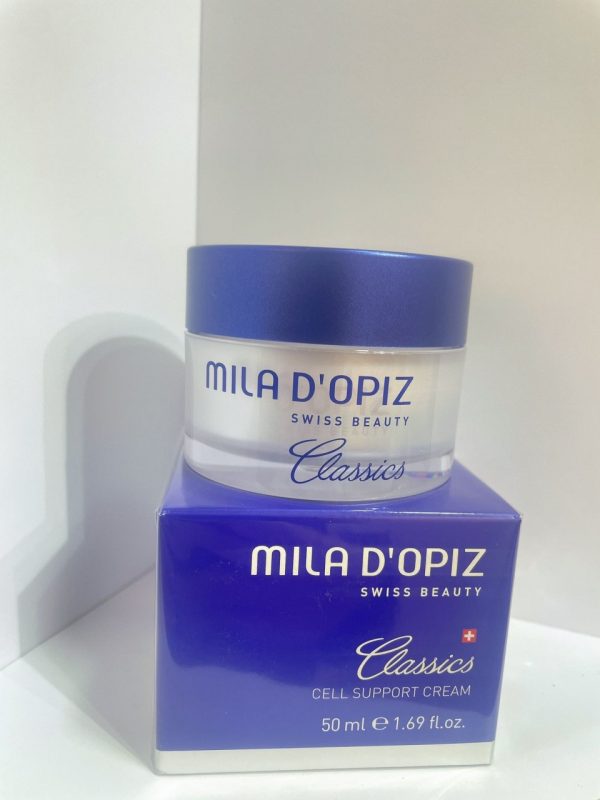 MILA D'OPIZ
SWISS BEAUTY
Classics
MILA D'OPIZ
SWISS BEAUTY
Classics
CELL SUPPORT CREAM
50 ml ℮ 1.69 fl.oz.